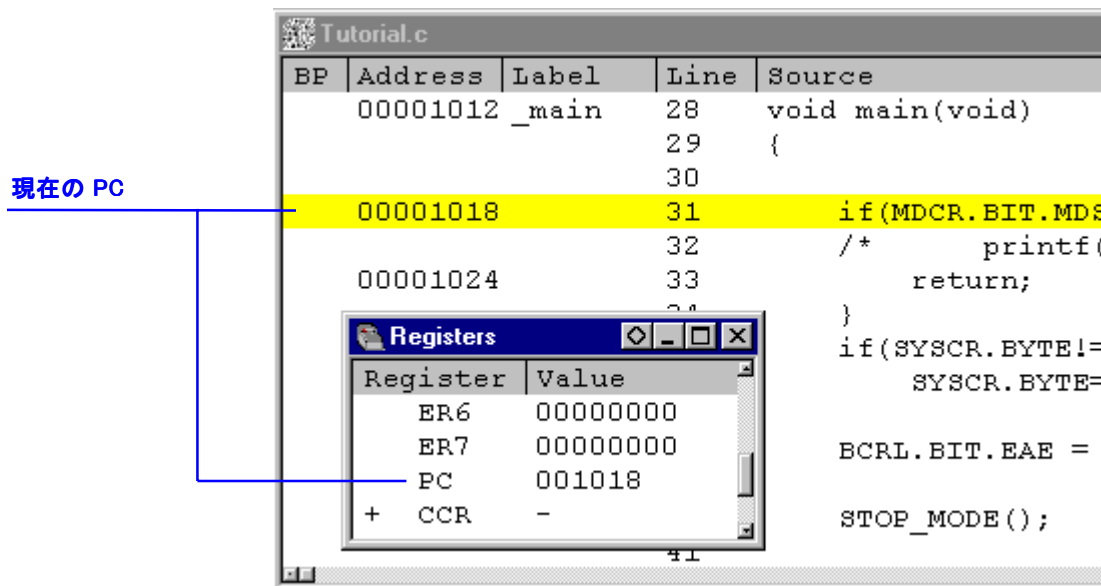 Tutorial.c
BP Address Label Line Source
00001012 _main 28 void main(void)
29 {
30
現在の PC
00001018 31 if(MDCR.BIT.MDS
32 /* printf(
00001024 33 return;
}
if(SYSCR.BYTE!=
SYSCR.BYTE=
BCRL.BIT.EAE =
STOP_MODE();
41
Registers
Register Value
ER6 00000000
ER7 00000000
PC 001018
+ CCR -